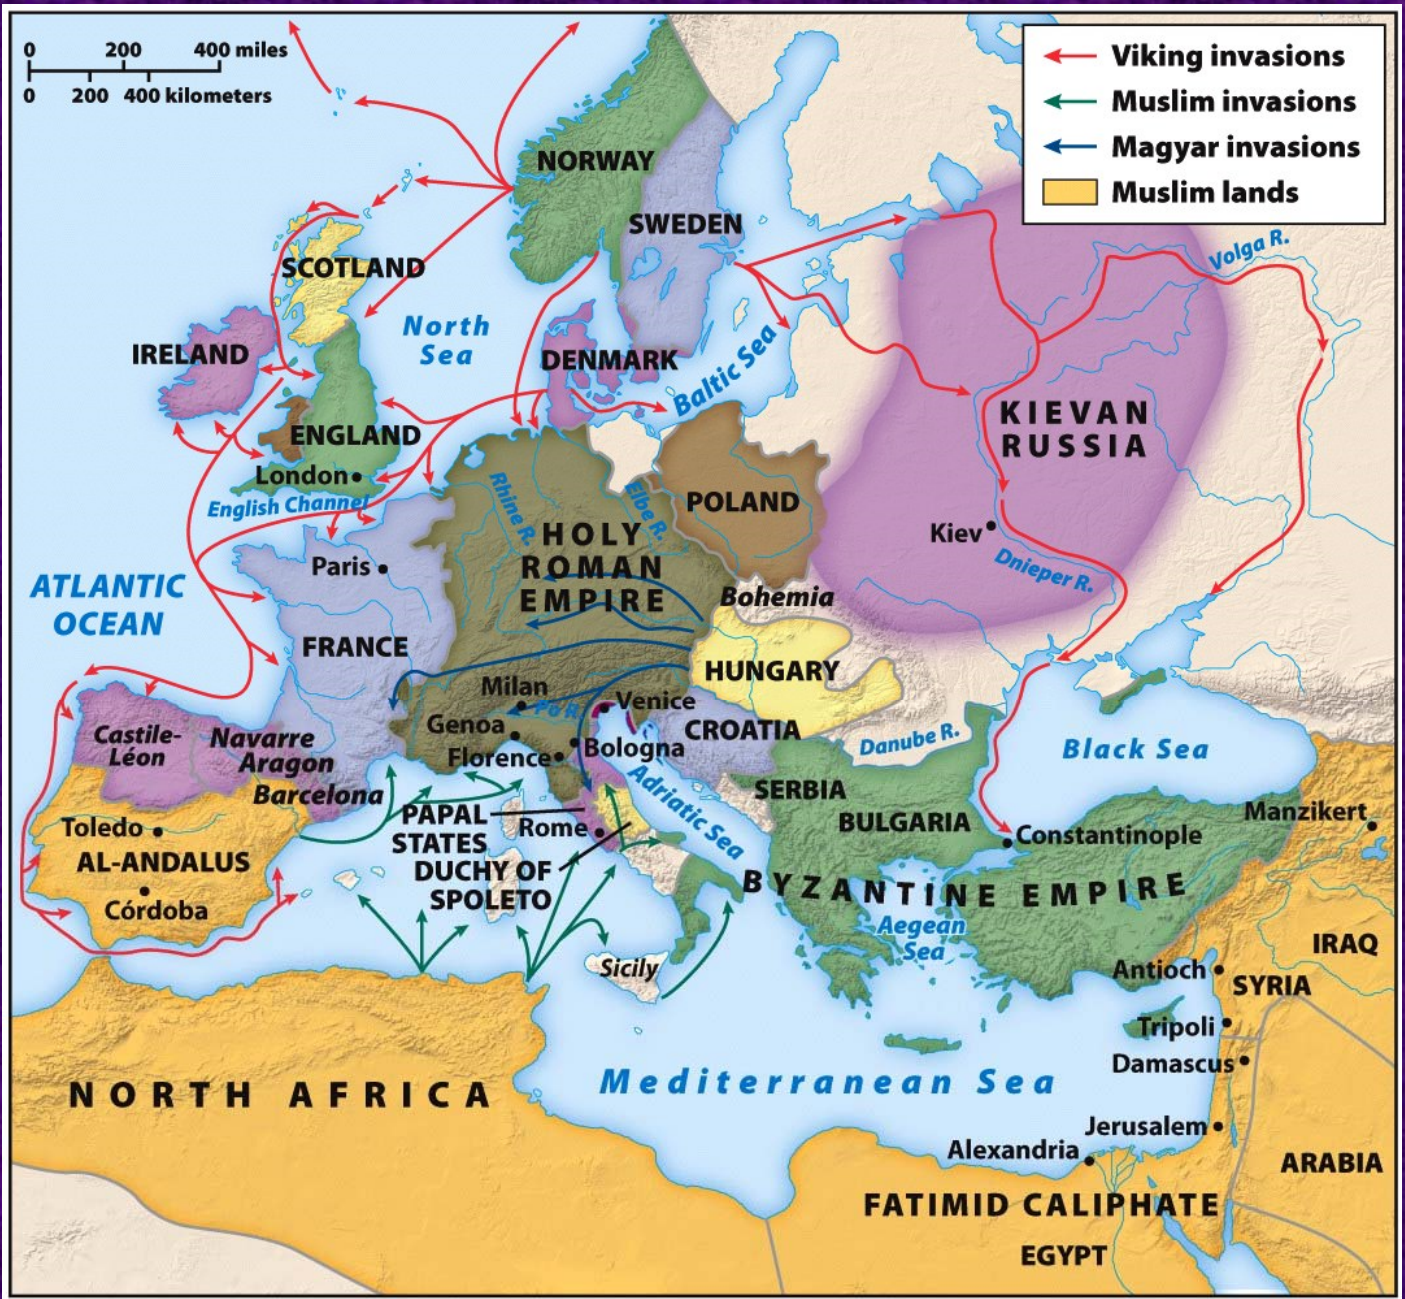 0 200 400 miles
0 200 400 kilometers
Viking invasions
Muslim invasions
Magyar invasions
Muslim lands
NORWAY
SWEDEN
SCOTLAND
North
Sea
IRELAND
DENMARK
Baltic Sea
Volga R.
KIEVAN
RUSSIA
ENGLAND
London
English Channel
Rhine R.
Elbe R.
POLAND
Kiev
Dnieper R.
HOLY
ROMAN
EMPIRE
Paris
ATLANTIC
OCEAN
Bohemia
FRANCE
HUNGARY
Milan
Po R.
Venice
Genoa
CROATIA
Florence
Bologna
Danube R.
Black Sea
Castile-
Léon
Navarre
Aragon
Barcelona
Adriatic Sea
SERBIA
BULGARIA
PAPAL
STATES
Rome
DUCHY OF
SPOLETO
Manzikert
Constantinople
Toledo
AL-ANDALUS
Córdoba
BYZANTINE EMPIRE
Aegean
Sea
Sicily
IRAQ
Antioch
SYRIA
Tripoli
Damascus
Mediterranean Sea
NORTH AFRICA
Jerusalem
Alexandria
ARABIA
FATIMID CALIPHATE
EGYPT